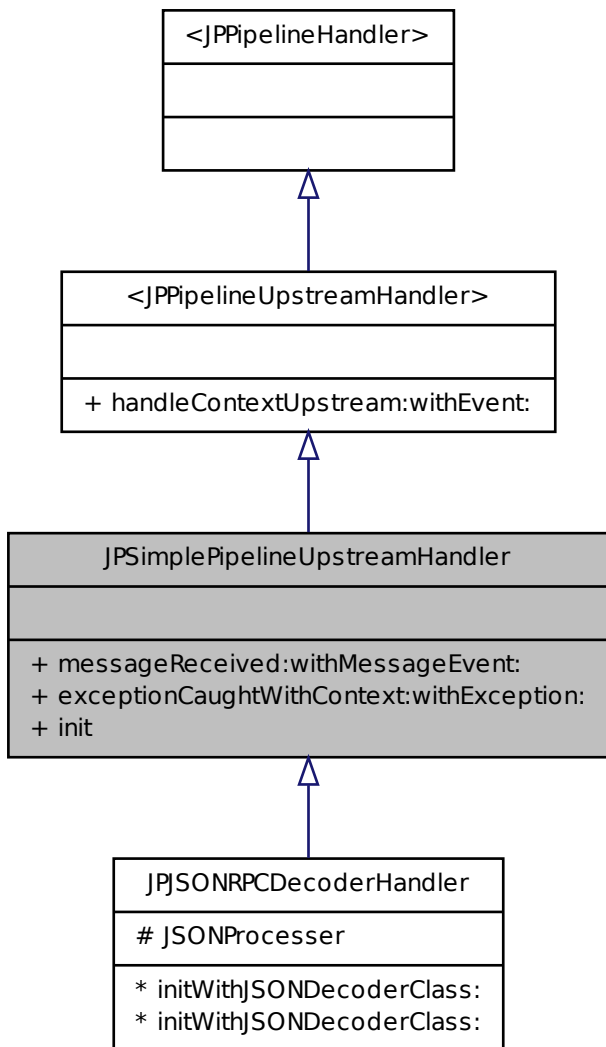 <JPPipelineHandler>
<JPPipelineUpstreamHandler>
+ handleContextUpstream:withEvent:
JPSimplePipelineUpstreamHandler
+ messageReceived:withMessageEvent:
+ exceptionCaughtWithContext:withException:
+ init
JPJSONRPCDecoderHandler
# JSONProcesser
* initWithJSONDecoderClass:
* initWithJSONDecoderClass: